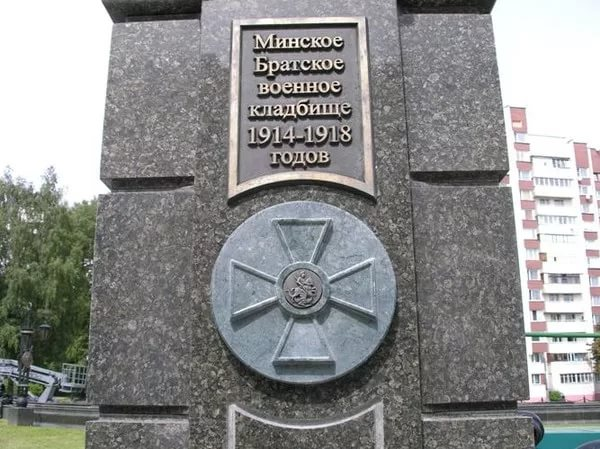 Минское
Братское
военное
кладбище
1914-1918
годов